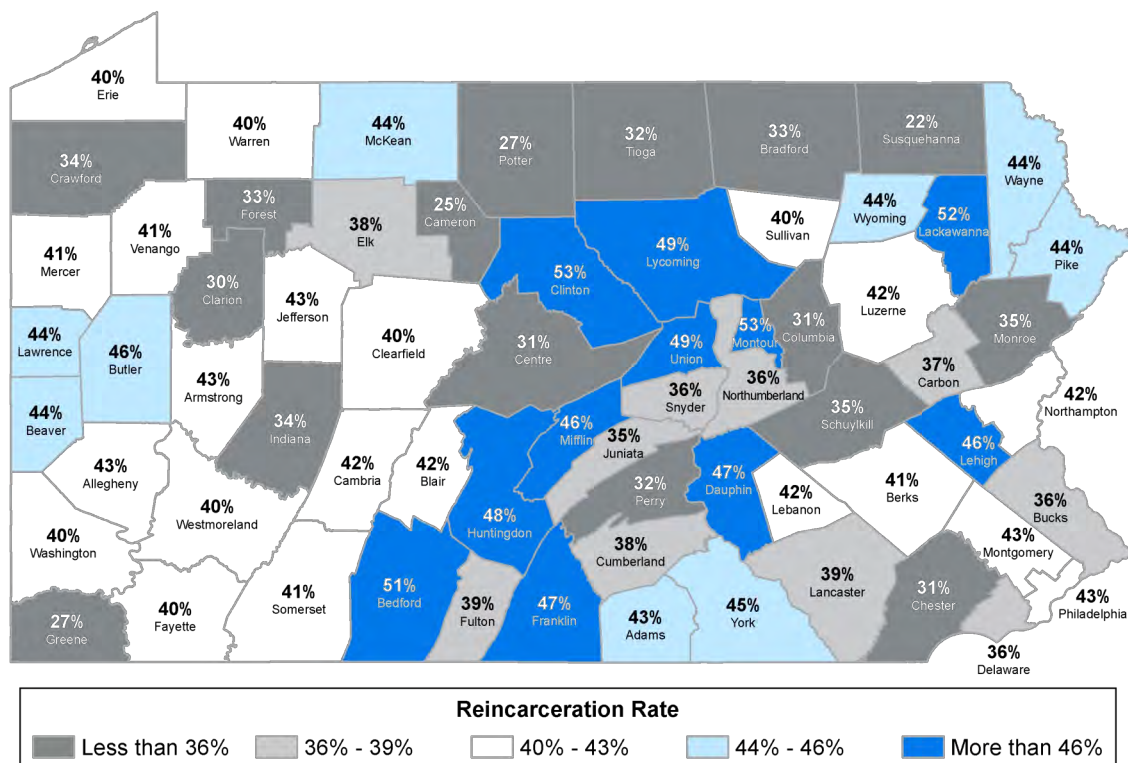 40%
Erie
40%
Warren
44%
McKean
27%
Potter
32%
Tioga
33%
Bradford
22%
Susquehanna
44%
Wayne
34%
Crawford
33%
Forest
38%
Elk
25%
Cameron
40%
Sullivan
44%
Wyoming
52%
Lackawanna
44%
Pike
41%
Mercer
41%
Venango
30%
Clarion
43%
Jefferson
53%
Clinton
49%
Lycoming
42%
Luzerne
35%
Monroe
44%
Lawrence
46%
Butler
40%
Clearfield
31%
Centre
49%
Union
53%
Montour
31%
Columbia
37%
Carbon
42%
Northampton
44%
Beaver
43%
Armstrong
34%
Indiana
36%
Snyder
36%
Northumberland
35%
Schuylkill
46%
Lehigh
43%
Allegheny
40%
Westmoreland
42%
Cambria
42%
Blair
46%
Mifflin
35%
Juniata
32%
Perry
47%
Dauphin
42%
Lebanon
41%
Berks
36%
Bucks
40%
Washington
48%
Huntingdon
38%
Cumberland
39%
Lancaster
43%
Montgomery
27%
Greene
40%
Fayette
41%
Somerset
51%
Bedford
39%
Fulton
47%
Franklin
43%
Adams
45%
York
31%
Chester
43%
Philadelphia
36%
Delaware
Reincarceration Rate
Less than 36%
36% - 39%
40% - 43%
44% - 46%
More than 46%